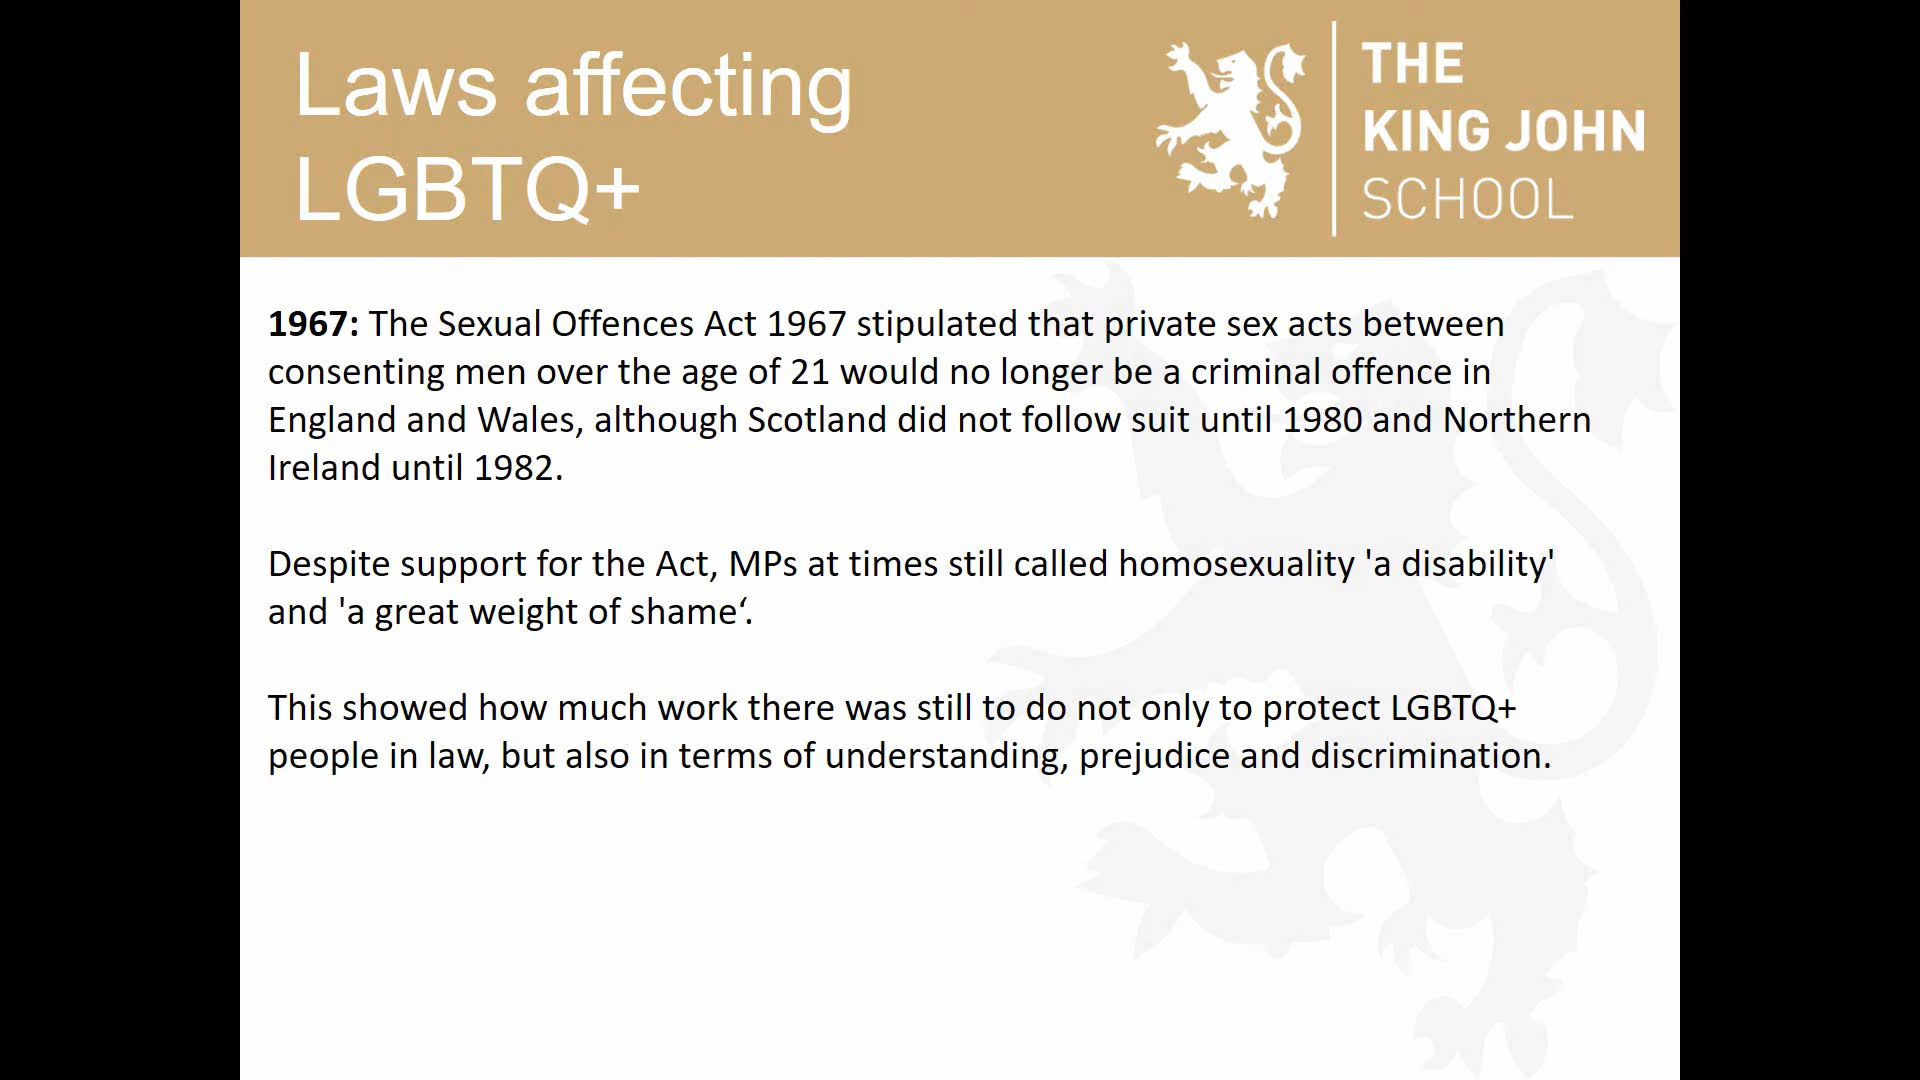 Laws affecting
LGBTQ+
THE
KING JOHN
SCHOOL
1967: The Sexual Offences Act 1967 stipulated that private sex acts between
consenting men over the age of 21 would no longer be a criminal offence in
England and Wales, although Scotland did not follow suit until 1980 and Northern
Ireland until 1982.
Despite support for the Act, MPs at times still called homosexuality 'a disability'
and 'a great weight of shame‘.
This showed how much work there was still to do not only to protect LGBTQ+
people in law, but also in terms of understanding, prejudice and discrimination.